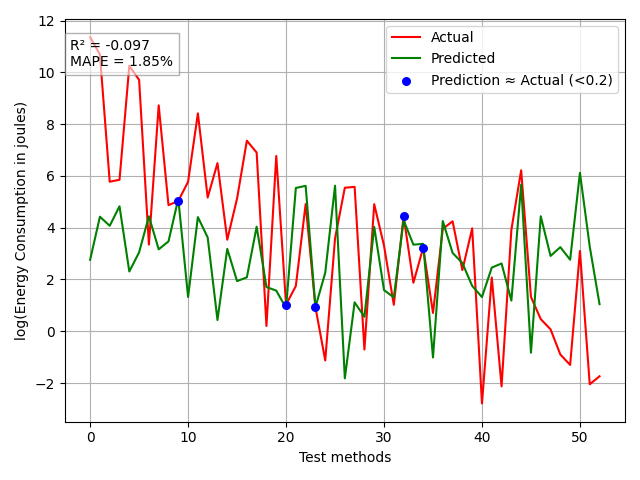 R² = -0.097
MAPE = 1.85%
Actual
Predicted
Prediction ≈ Actual (<0.2)
log(Energy Consumption in joules)
12
10
8
6
4
2
0
−2
0
10
20
30
40
50
Test methods